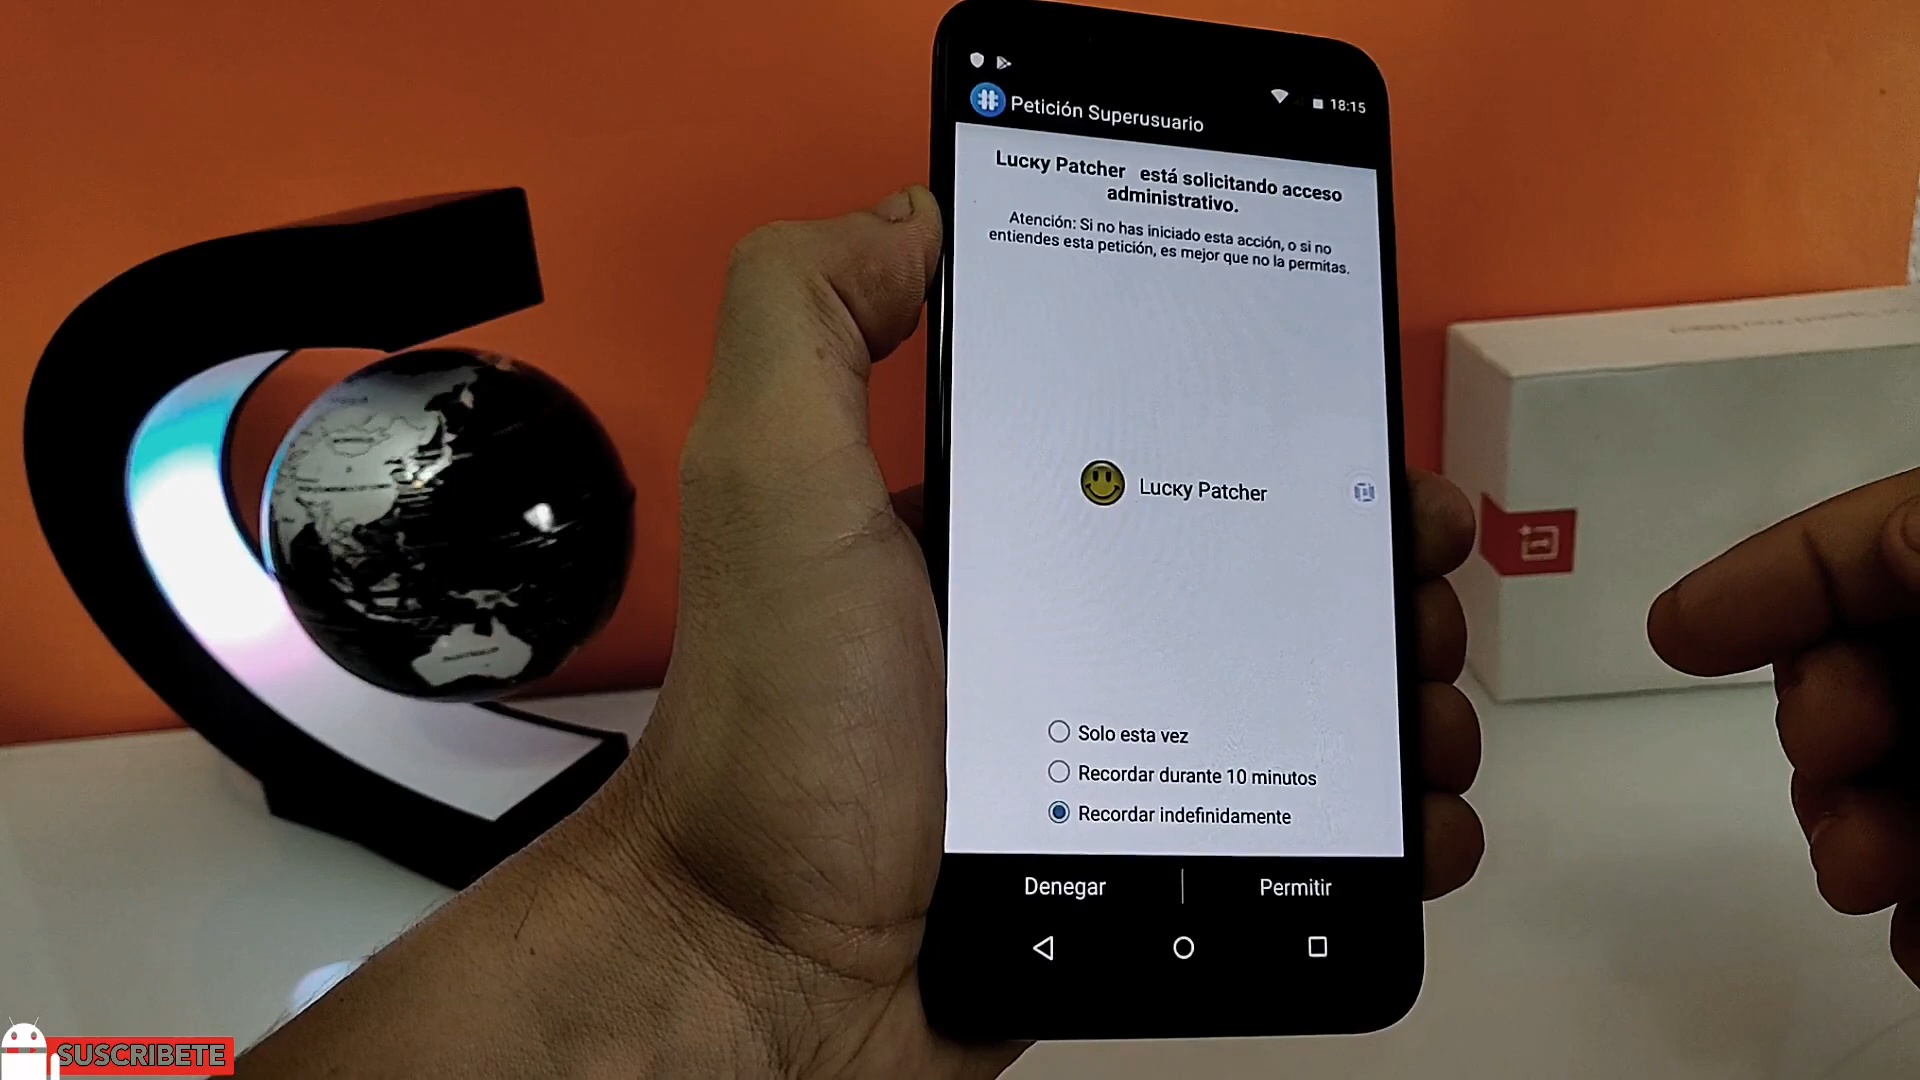 18:15
Petición Superusuario
Lucку Patcher está solicitando acceso
administrativo.
Atención: Si no has iniciado esta acción, o si no
entiendes esta petición, es mejor que no la permitas.
Lucку Patcher
Solo esta vez
Recordar durante 10 minutos
Recordar indefinidamente
Denegar
Permitir
SUSCRIBETE